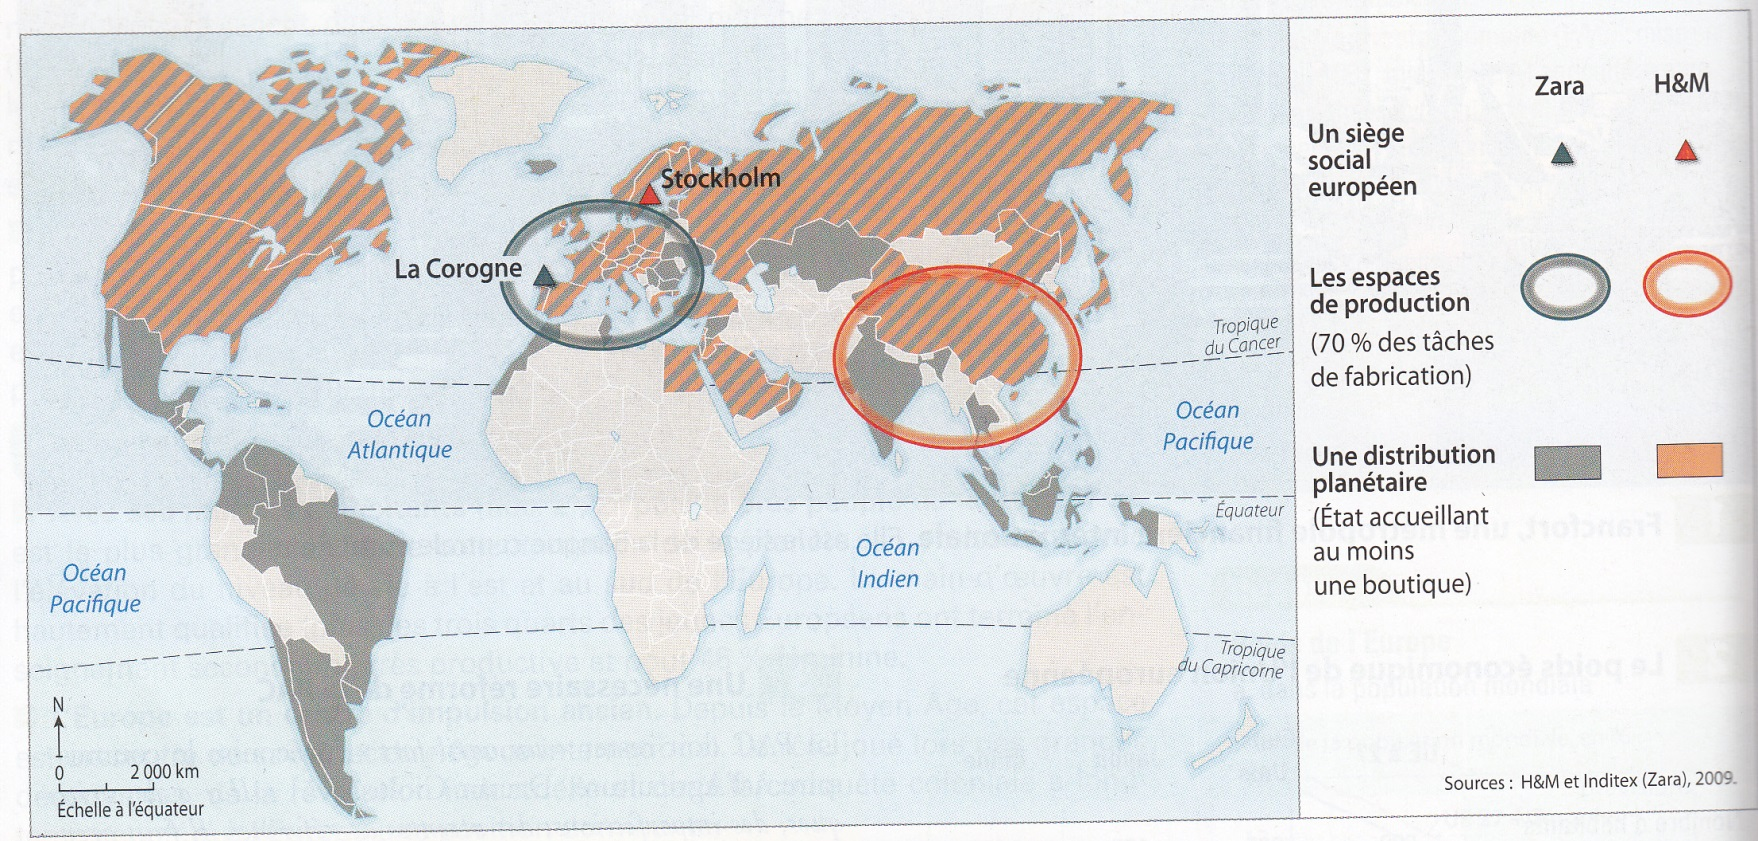 Stockholm
La Corogne
Tropique
du Cancer
Océan
Atlantique
Océan
Pacifique
Équateur
Océan
Indien
Océan
Pacifique
Tropique
du Capricorne
N
0 2 000 km
Échelle à l'équateur
Zara H&M
Un siège
social
européen
Les espaces
de production
(70 % des tâches
de fabrication)
Une distribution
planétaire
(État accueillant
au moins
une boutique)
Sources : H&M et Inditex (Zara), 2009.